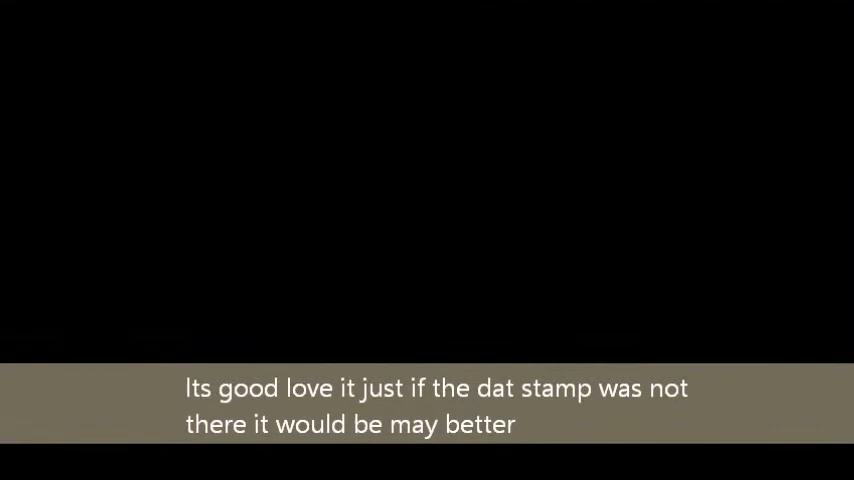 Its good love it just if the dat stamp was not
there it would be may better